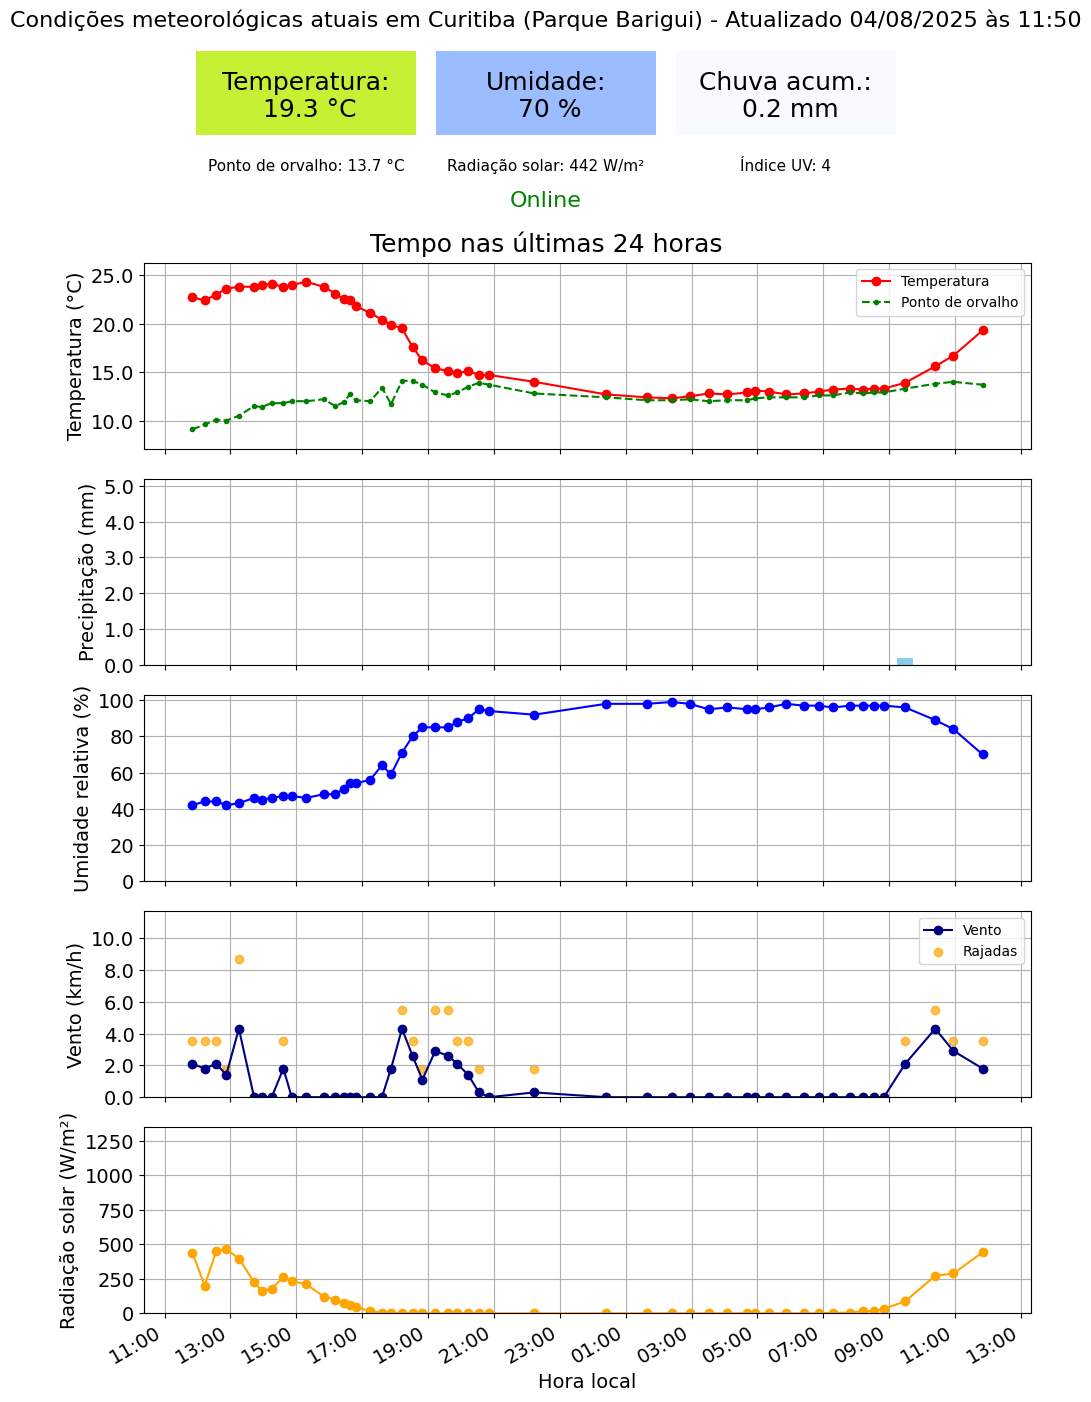 Condições meteorológicas atuais em Curitiba (Parque Barigui) - Atualizado 04/08/2025 às 11:50
Temperatura:
19.3 °C
Umidade:
70 %
Chuva acum.:
0.2 mm
Ponto de orvalho: 13.7 °C
Radiação solar: 442 W/m²
Índice UV: 4
Online
Tempo nas últimas 24 horas
Temperatura (°C)
25.0
20.0
15.0
10.0
Temperatura
Ponto de orvalho
Precipitação (mm)
5.0
4.0
3.0
2.0
1.0
0.0
Umidade relativa (%)
100
80
60
40
20
0
Vento (km/h)
10.0
8.0
6.0
4.0
2.0
0.0
Vento
Rajadas
Radiação solar (W/m²)
1250
1000
750
500
250
0
11:00
13:00
15:00
17:00
19:00
21:00
23:00
01:00
03:00
05:00
07:00
09:00
11:00
13:00
Hora local